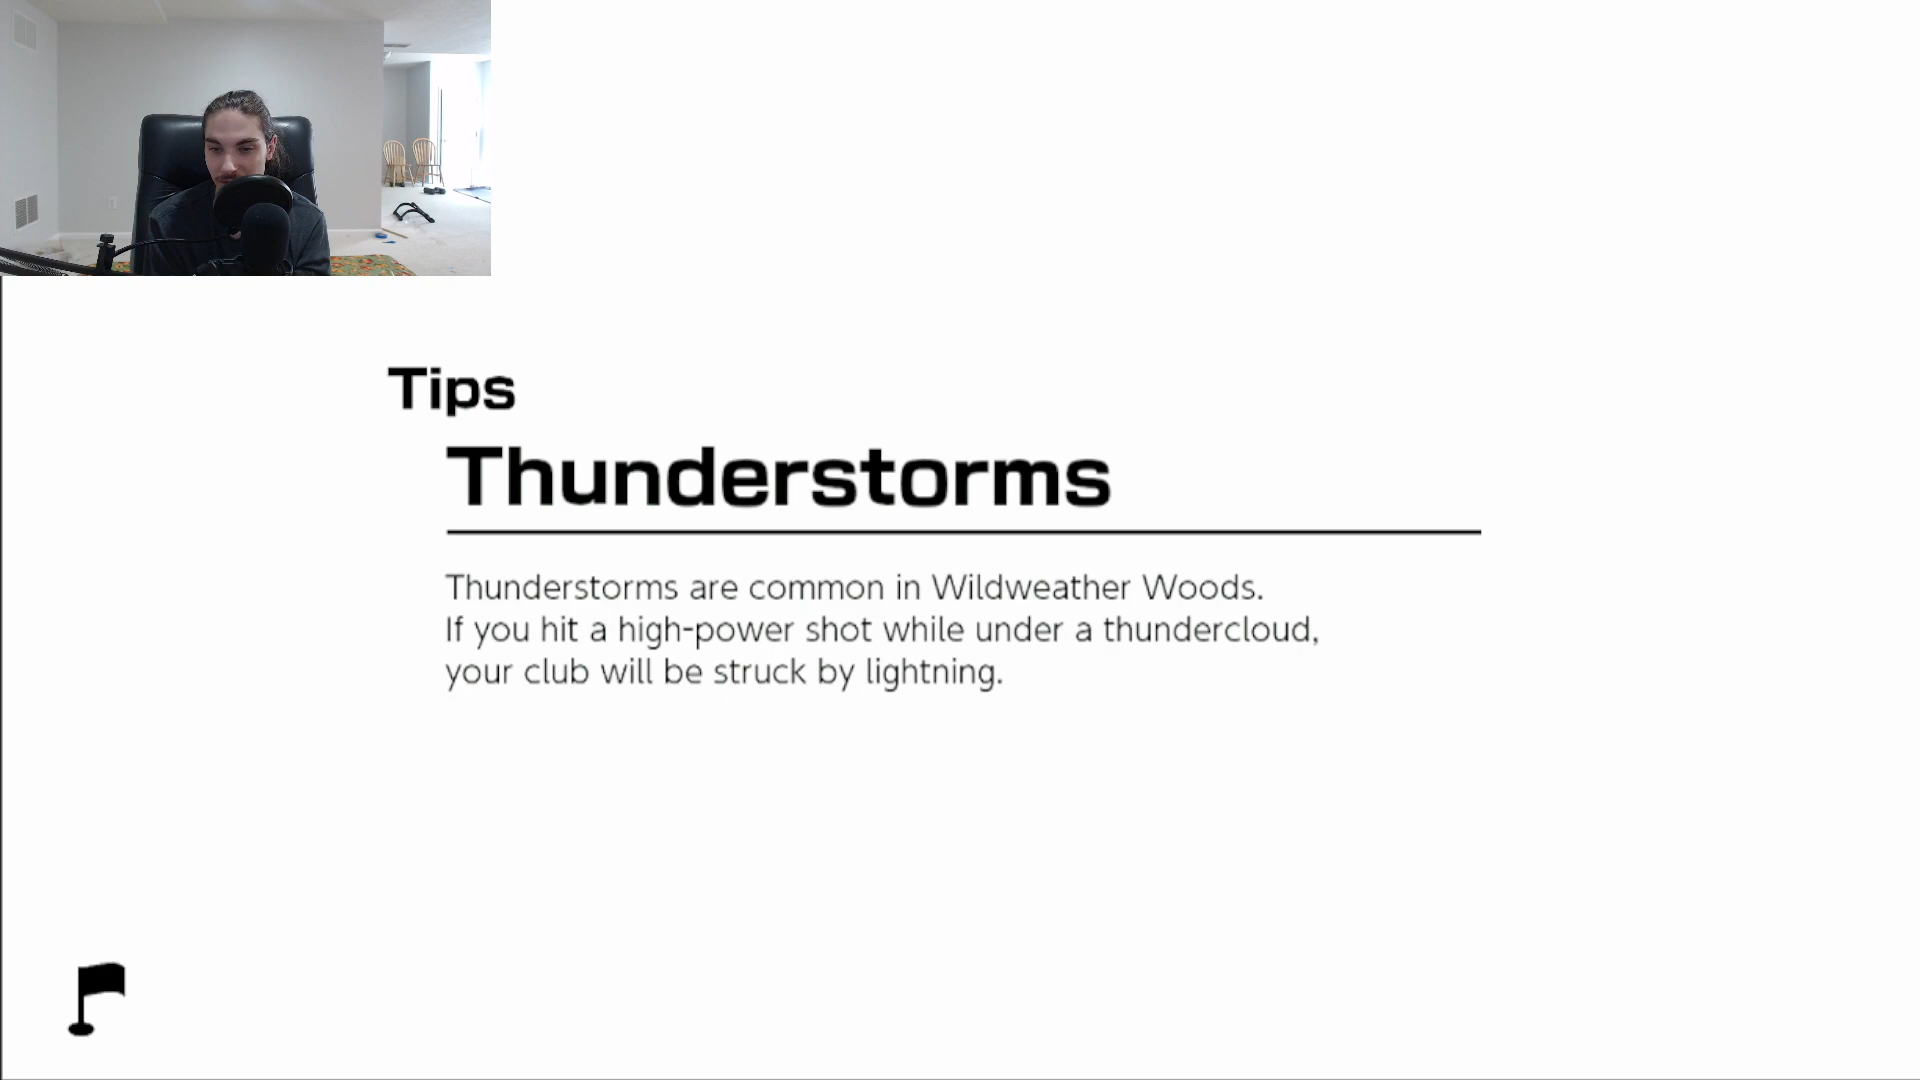 Tips
Thunderstorms
Thunderstorms are common in Wildweather Woods.
If you hit a high-power shot while under a thundercloud,
your club will be struck by lightning.